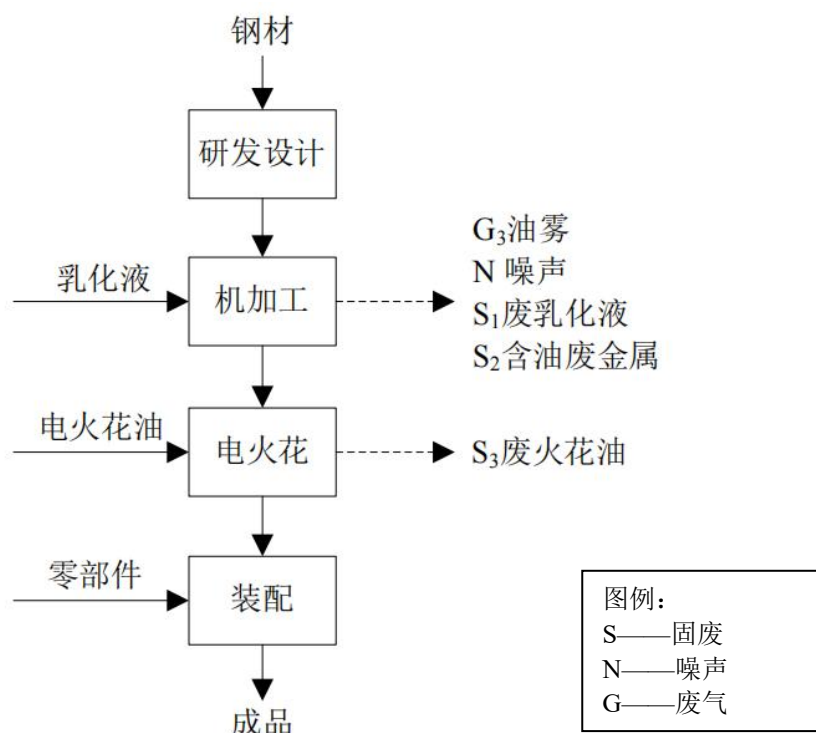 钢材
研发设计
乳化液
机加工
G₃油雾
N 噪声
S₁废乳化液
S₂含油废金属
电火花油
电火花
S₃废火花油
零部件
装配
成品
图例：
S——固废
N——噪声
G——废气